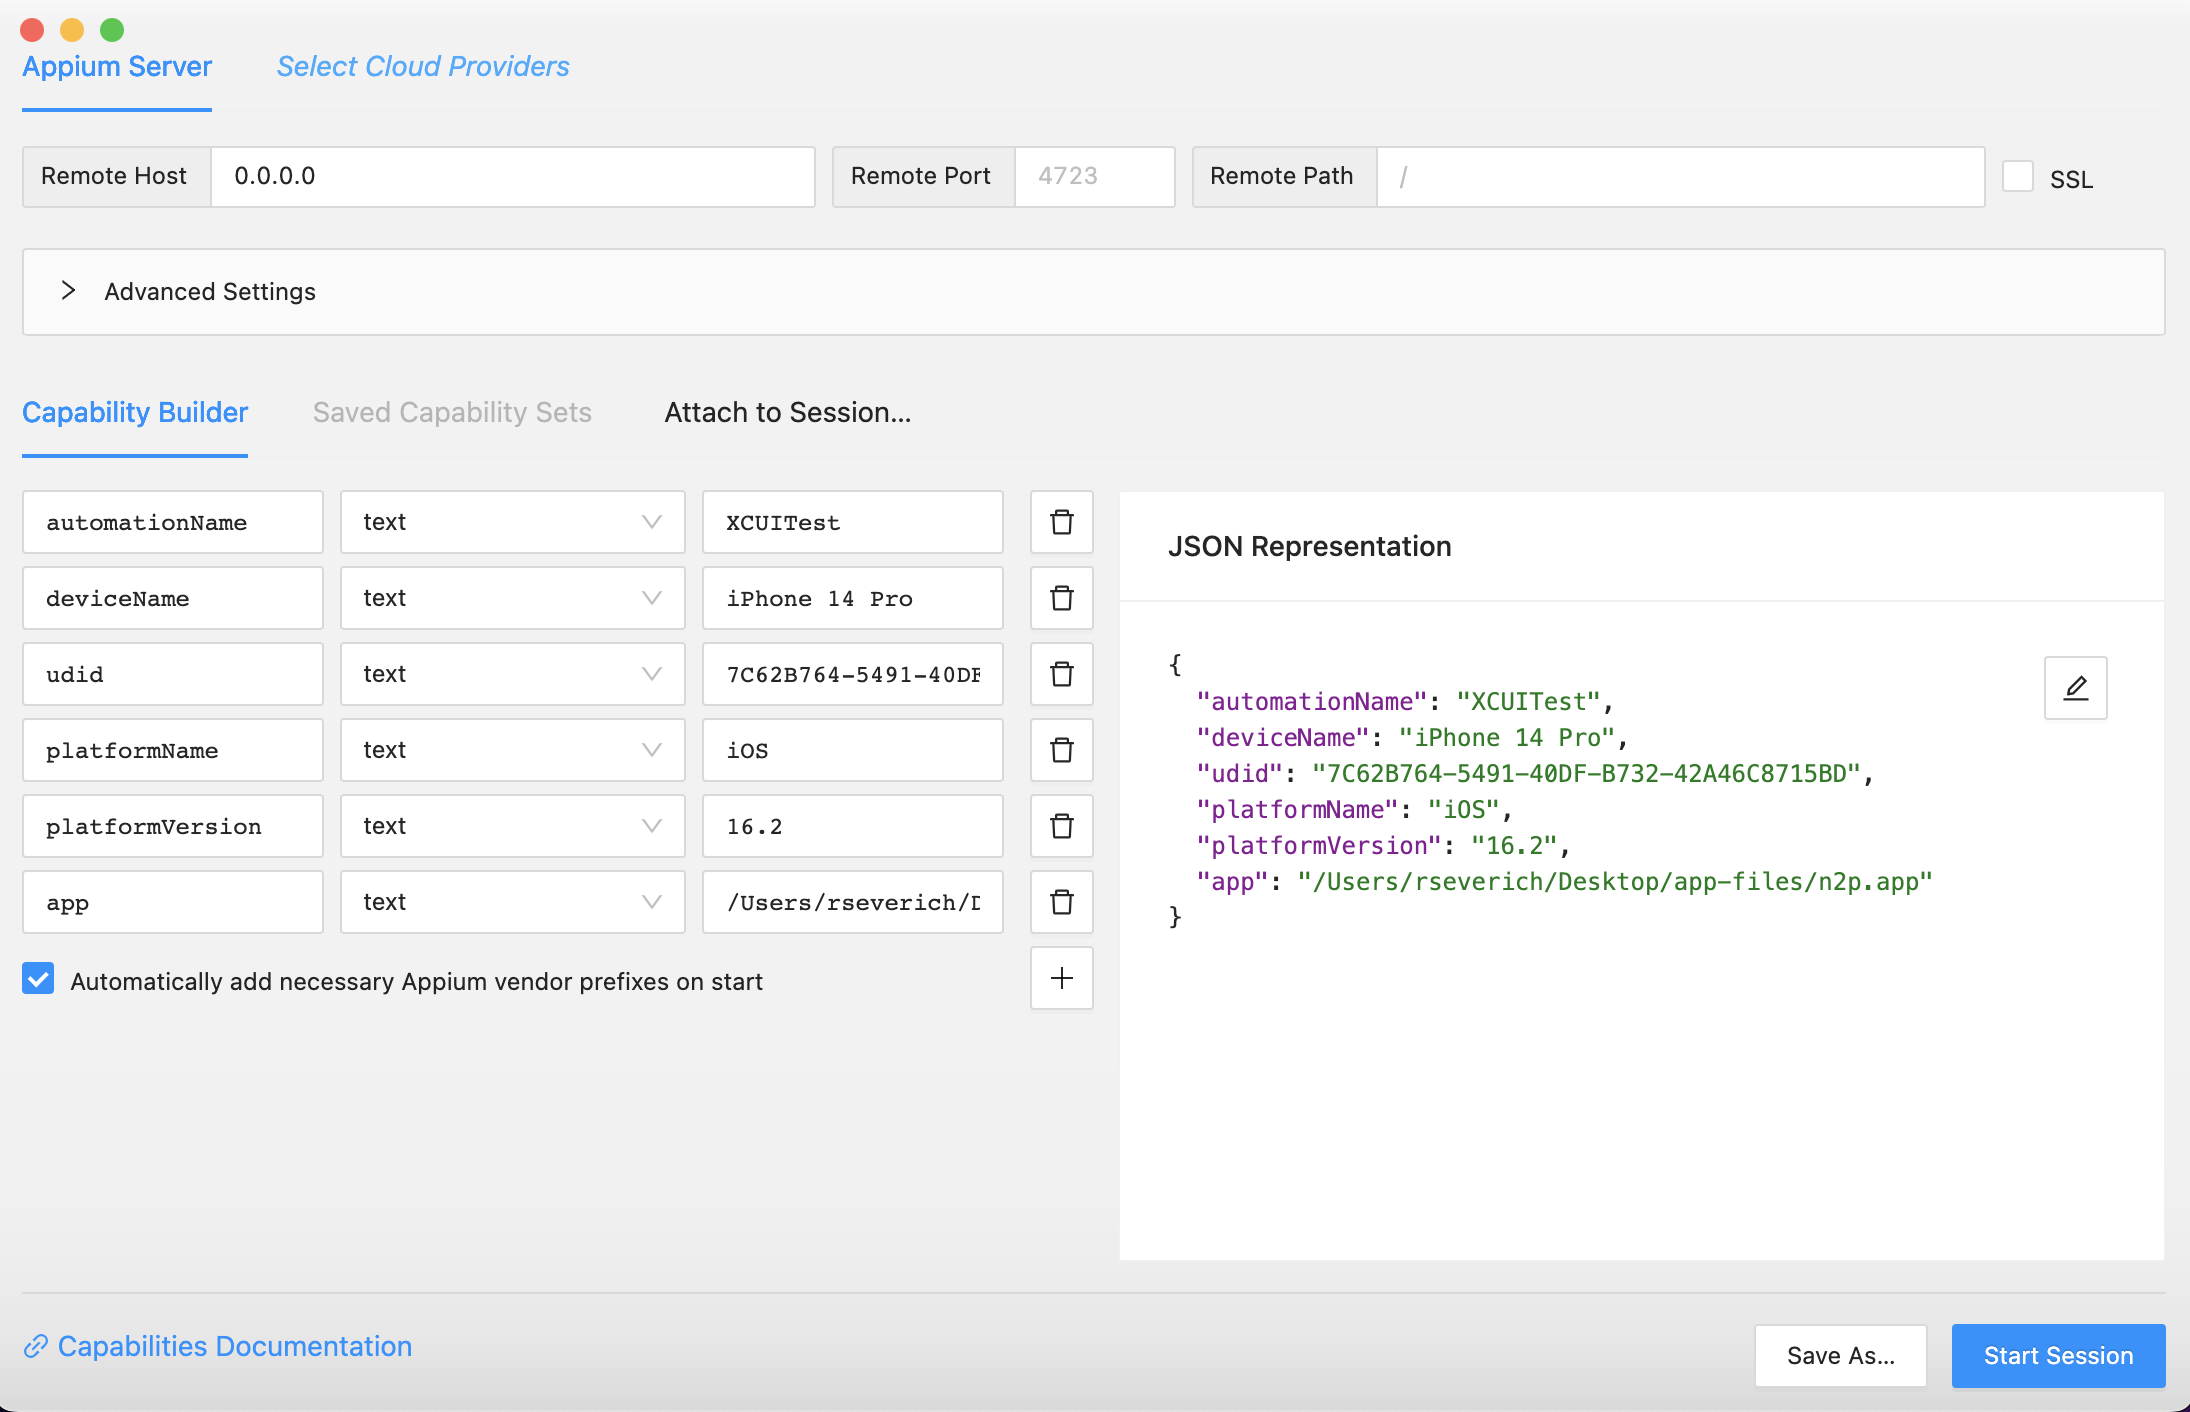 Appium Server
Select Cloud Providers
Remote Host
0.0.0.0
Remote Port
4723
Remote Path
/
SSL
Advanced Settings
Capability Builder
Saved Capability Sets
Attach to Session...
automationName
text
XCUITest
deviceName
text
iPhone 14 Pro
udid
text
7C62B764-5491-40DF
platformName
text
iOS
platformVersion
text
16.2
app
text
/Users/rseverich/D
Automatically add necessary Appium vendor prefixes on start
JSON Representation
{
"automationName": "XCUITest",
"deviceName": "iPhone 14 Pro",
"udid": "7C62B764-5491-40DF-B732-42A46C8715BD",
"platformName": "iOS",
"platformVersion": "16.2",
"app": "/Users/rseverich/Desktop/app-files/n2p.app"
}
Capabilities Documentation
Save As...
Start Session